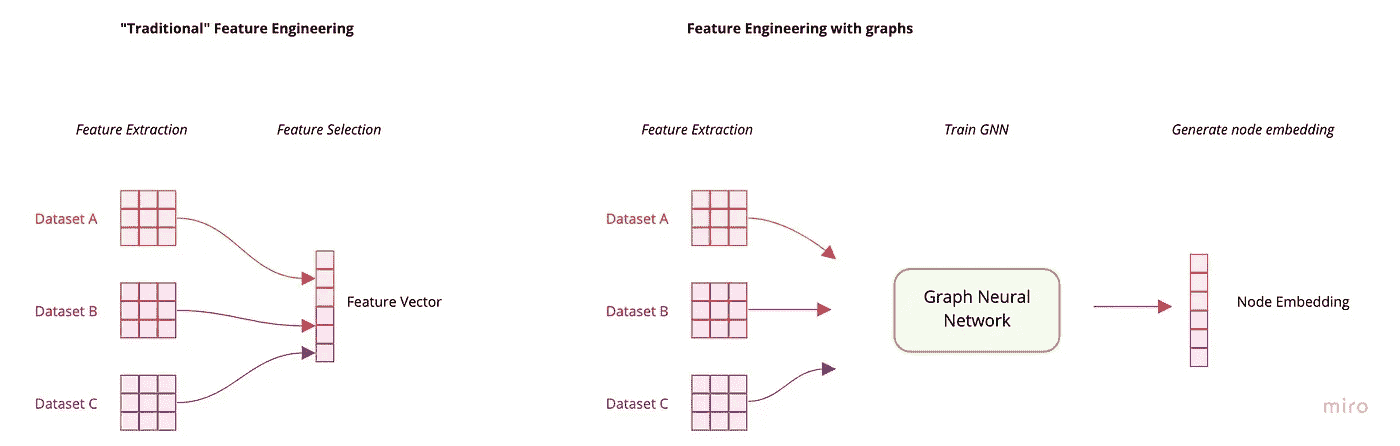 "Traditional" Feature Engineering
Feature Extraction
Feature Selection
Dataset A
Dataset B
Dataset C
Feature Vector
Feature Engineering with graphs
Feature Extraction
Train GNN
Generate node embedding
Dataset A
Dataset B
Dataset C
Graph Neural
Network
Node Embedding
miro